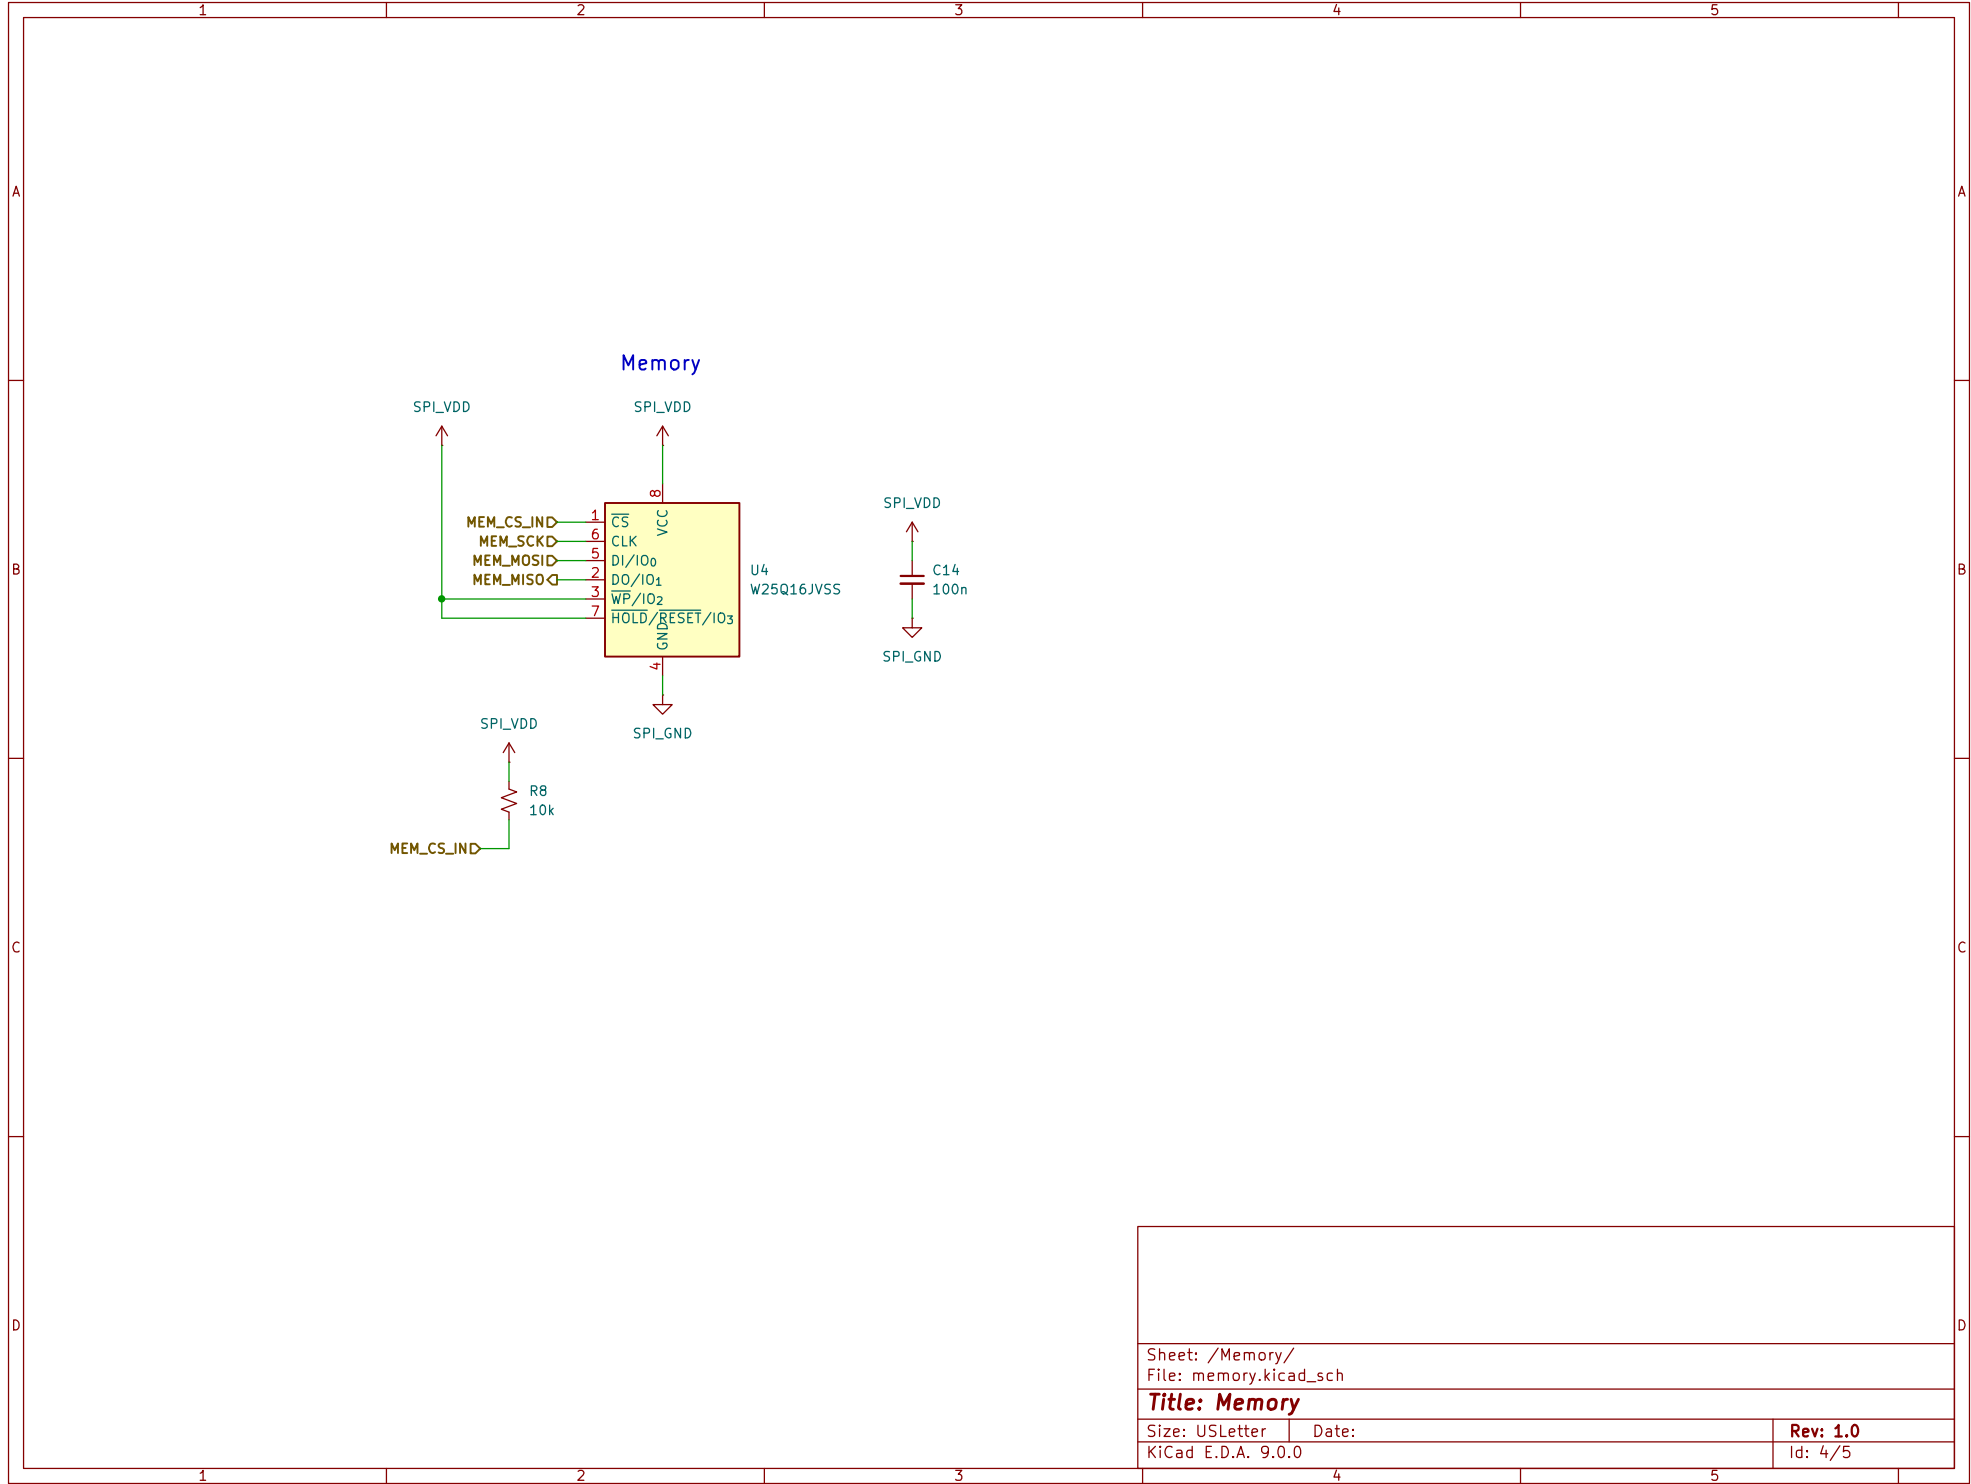 1 2 3 4 5
A A
Memory
SPI_VDD SPI_VDD
SPI_VDD
8
VCC
MEM_CS_IN 1 CS
MEM_SCK 6 CLK
MEM_MOSI 5 DI/IO0
MEM_MISO 2 DO/IO1
3 WP/IO2
7 HOLD/RESET/IO3
GND
4
U4
W25Q16JVSS
B B
C14
100n
SPI_GND
SPI_GND
SPI_VDD
R8
10k
MEM_CS_IN
C C
D D
Sheet: /Memory/
File: memory.kicad_sch
Title: Memory
Size: USLetter Date: Rev: 1.0
KiCad E.D.A. 9.0.0 Id: 4/5
1 2 3 4 5